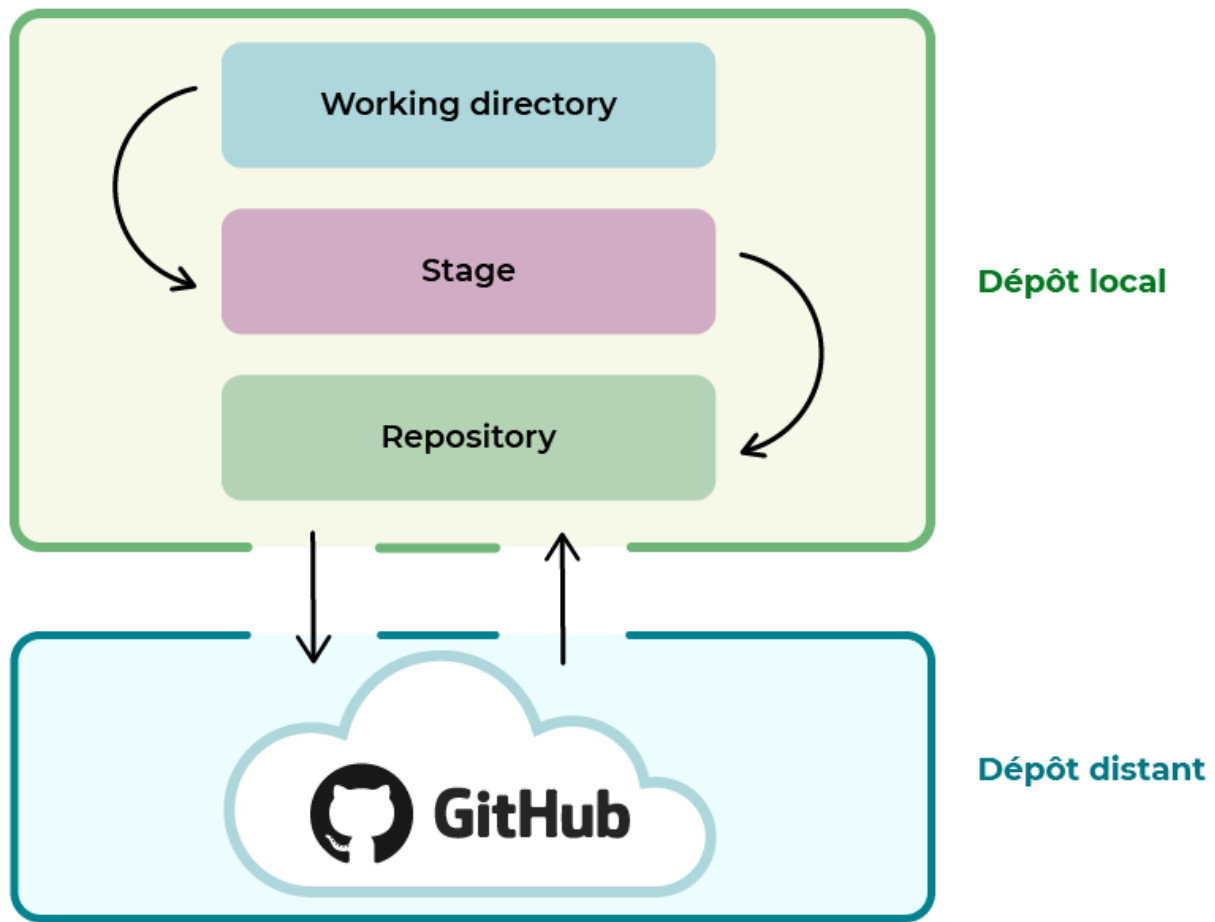 Working directory
Stage
Dépôt local
Repository
Dépôt distant
GitHub